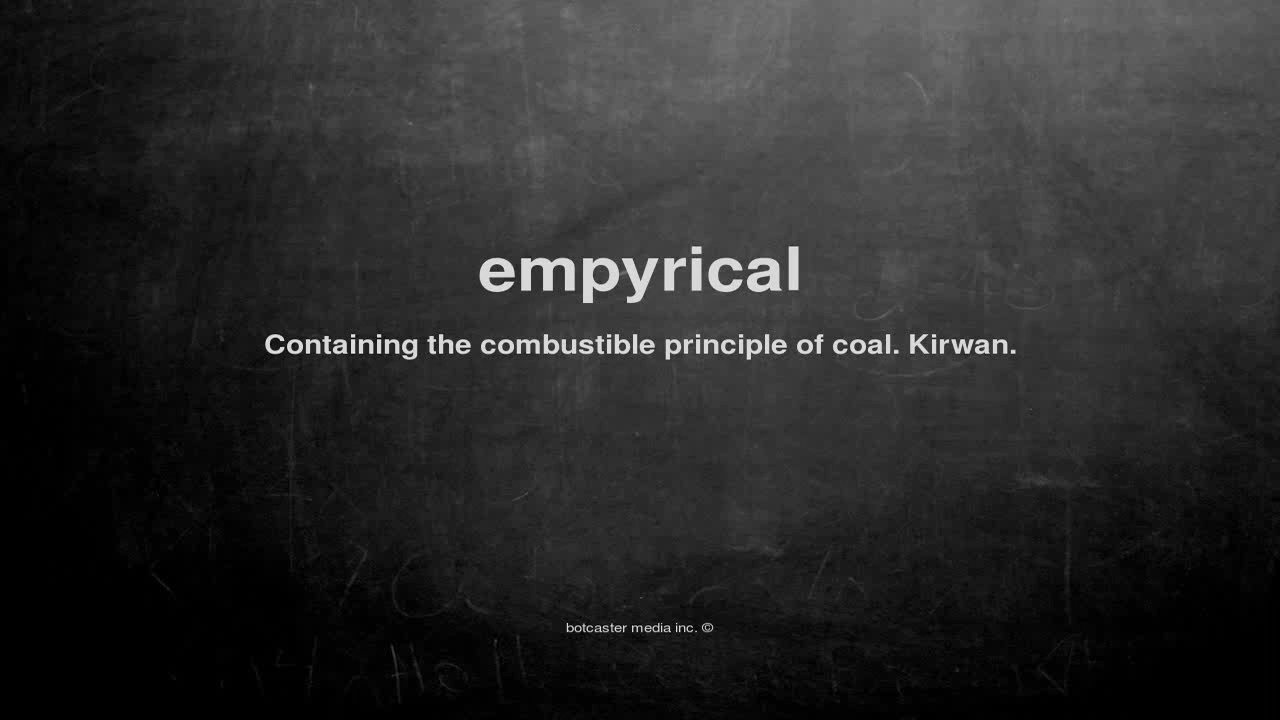 empyrical
Containing the combustible principle of coal. Kirwan.
botcaster media inc. ©